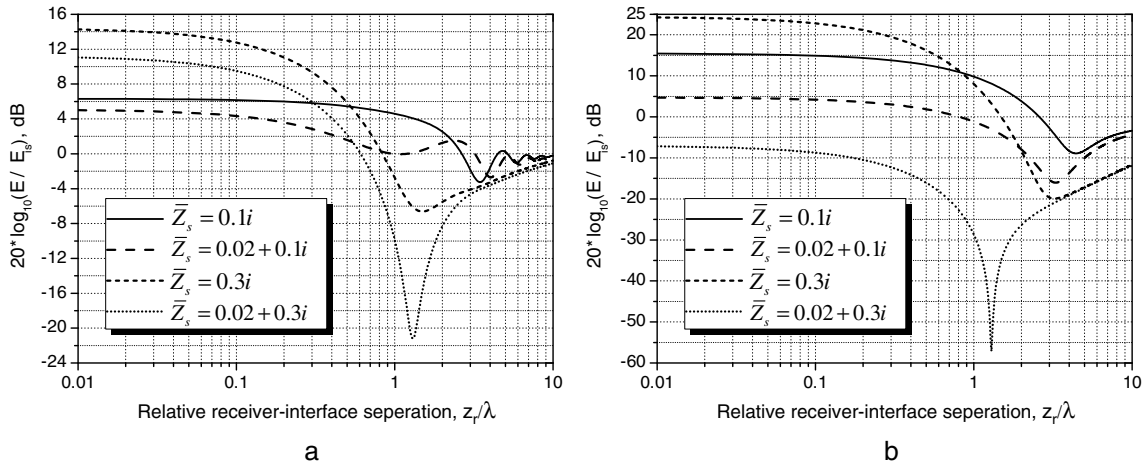 16
12
8
4
0
-4
-8
-12
-16
-20
-24
20*log10(E / Eis), dB
Z̅s = 0.1i
Z̅s = 0.02+0.1i
Z̅s = 0.3i
Z̅s = 0.02+0.3i
0.01 0.1 1 10
Relative receiver-interface seperation, zr/λ
a
25
20
10
0
-10
-20
-30
-40
-50
-60
20*log10(E / Eis), dB
Z̅s = 0.1i
Z̅s = 0.02+0.1i
Z̅s = 0.3i
Z̅s = 0.02+0.3i
0.01 0.1 1 10
Relative receiver-interface seperation, zr/λ
b